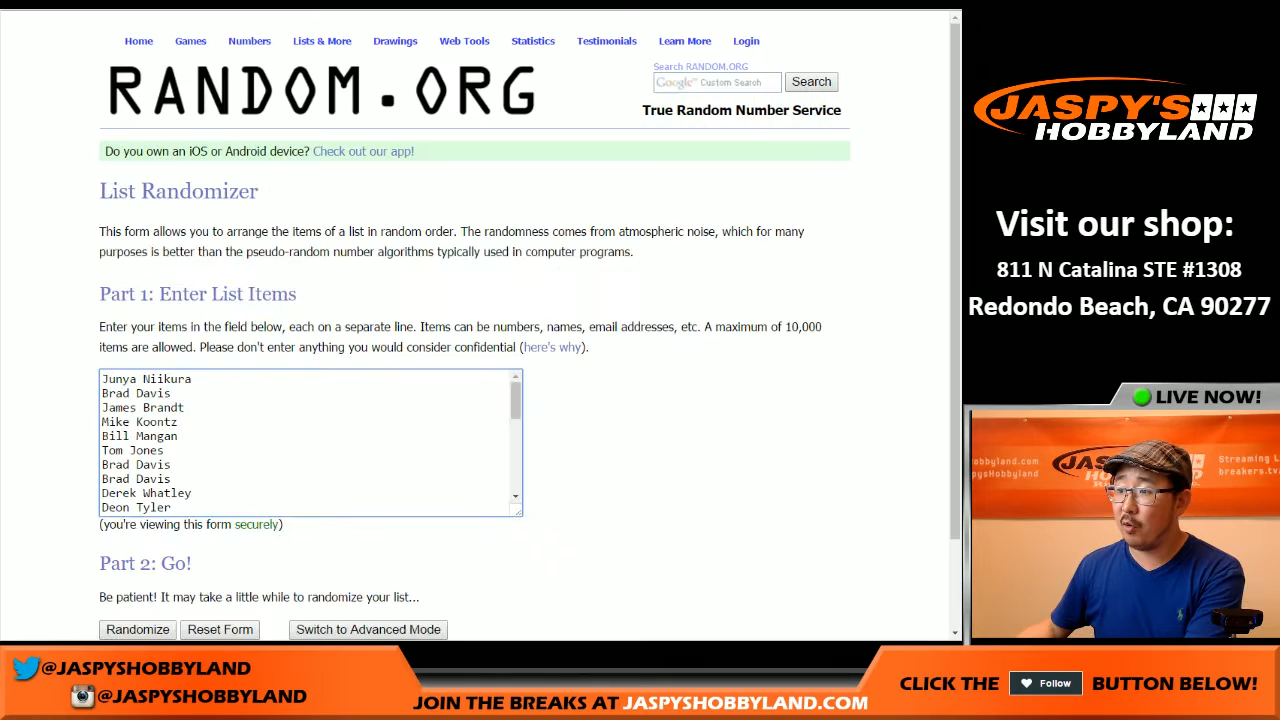 Home Games Numbers Lists & More Drawings Web Tools Statistics Testimonials Learn More Login
RANDOM.ORG
Search RANDOM.ORG
Google™ Custom Search Search
True Random Number Service
Do you own an iOS or Android device? Check out our app!
List Randomizer
This form allows you to arrange the items of a list in random order. The randomness comes from atmospheric noise, which for many
purposes is better than the pseudo-random number algorithms typically used in computer programs.
Part 1: Enter List Items
Enter your items in the field below, each on a separate line. Items can be numbers, names, email addresses, etc. A maximum of 10,000
items are allowed. Please don't enter anything you would consider confidential (here's why).
Junya Niikura
Brad Davis
James Brandt
Mike Koontz
Bill Mangan
Tom Jones
Brad Davis
Brad Davis
Derek Whatley
Deon Tyler
(you're viewing this form securely)
Part 2: Go!
Be patient! It may take a little while to randomize your list...
Randomize Reset Form Switch to Advanced Mode
JASPY'S
HOBBYLAND
Visit our shop:
811 N Catalina STE #1308
Redondo Beach, CA 90277
LIVE NOW!
Streaming
breakers.tv
@JASPYSHOBBYLAND
@JASPYSHOBBYLAND
JOIN THE BREAKS AT JASPYSHOBBYLAND.COM
CLICK THE Follow BUTTON BELOW!